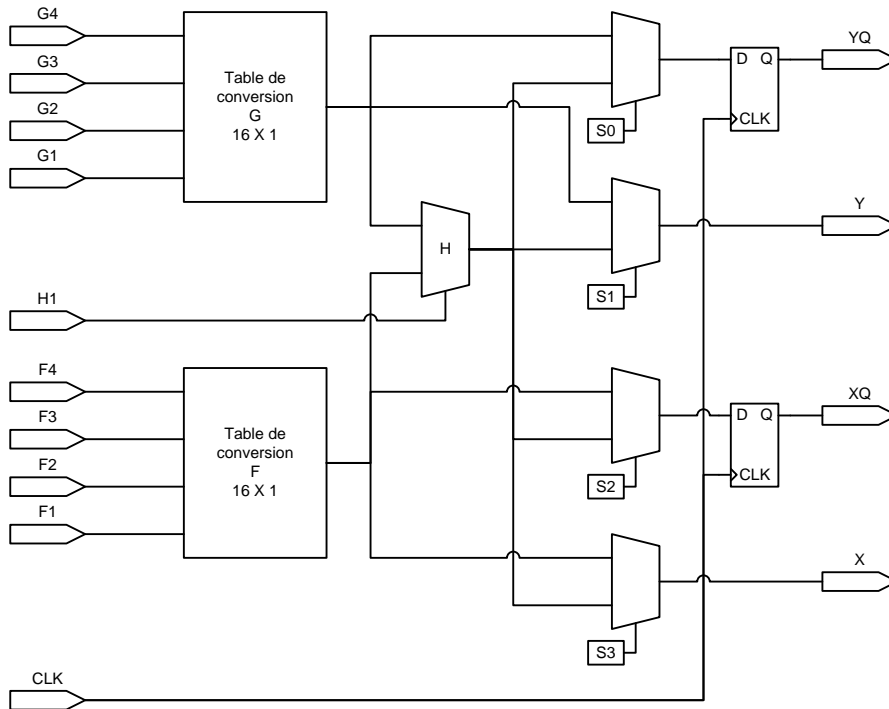 G4
G3
G2
G1
Table de
conversion
G
16 X 1
S0
D Q
CLK
YQ
H
S1
Y
H1
F4
F3
F2
F1
Table de
conversion
F
16 X 1
S2
D Q
CLK
XQ
S3
X
CLK